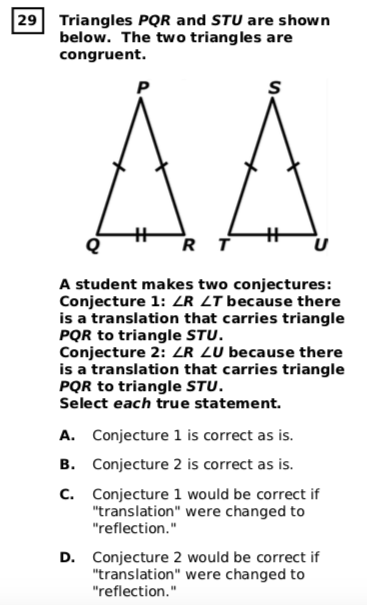 29 Triangles PQR and STU are shown
below. The two triangles are
congruent.
P S
Q R T U
A student makes two conjectures:
Conjecture 1: ∠R ∠T because there
is a translation that carries triangle
PQR to triangle STU.
Conjecture 2: ∠R ∠U because there
is a translation that carries triangle
PQR to triangle STU.
Select each true statement.
A. Conjecture 1 is correct as is.
B. Conjecture 2 is correct as is.
C. Conjecture 1 would be correct if
"translation" were changed to
"reflection."
D. Conjecture 2 would be correct if
"translation" were changed to
"reflection."